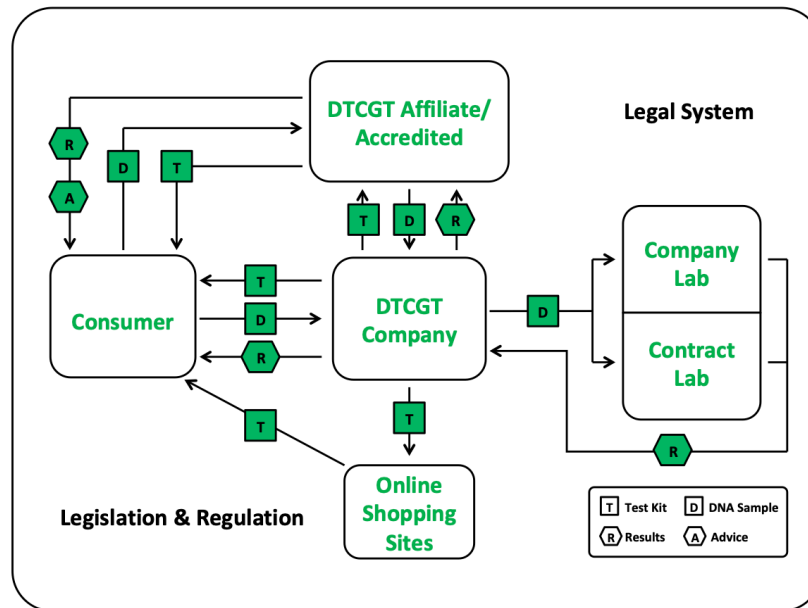 DTCGT Affiliate/
Accredited
Legal System
R
D
T
A
T
D
R
Company
Lab
T
Consumer
D
DTCGT
Company
D
R
Contract
Lab
T
T
R
Online
Shopping
Sites
Legislation & Regulation
T Test Kit
D DNA Sample
R Results
A Advice